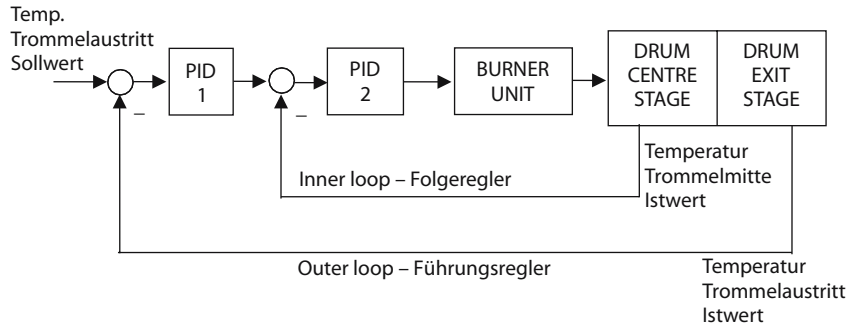 Temp.
Trommelaustritt
Sollwert
PID
1
PID
2
BURNER
UNIT
DRUM
CENTRE
STAGE
DRUM
EXIT
STAGE
–
–
Temperatur
Trommelmitte
Istwert
Inner loop – Folgeregler
Outer loop – Führungsregler
Temperatur
Trommelaustritt
Istwert